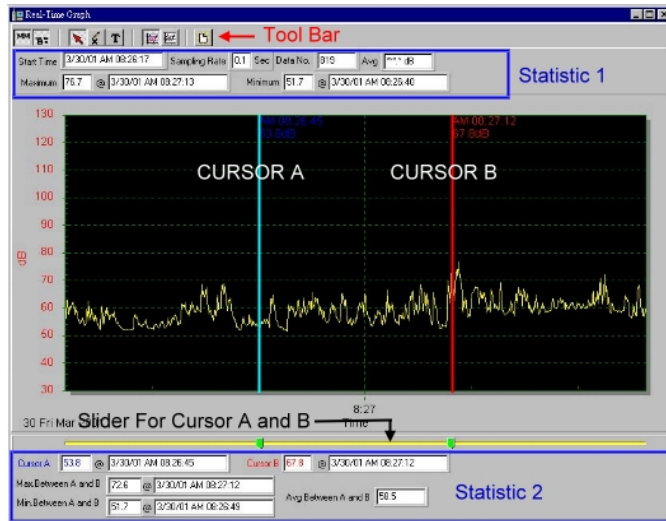 Real-Time Graph
Tool Bar
Start Time 3/30/01 AM 08:26:17 Sampling Rate 0.1 Sec Data No. 819 Avg **.* dB
Maximum 76.7 @ 3/30/01 AM 08:27:13 Minimum 51.7 @ 3/30/01 AM 08:26:40
Statistic 1
130
120
110
100
90
80
70
60
50
40
30
dB
AM 08:26:45
53.8dB
AM 08:27:12
67.8dB
CURSOR A
CURSOR B
8:27
Time
30 Fri Mar
Slider For Cursor A and B
Cursor A 53.8 @ 3/30/01 AM 08:26:45 Cursor B 67.8 @ 3/30/01 AM 08:27:12
Max.Between A and B 72.6 @ 3/30/01 AM 08:27:12
Min.Between A and B 51.7 @ 3/30/01 AM 08:26:49
Avg Between A and B 58.5
Statistic 2